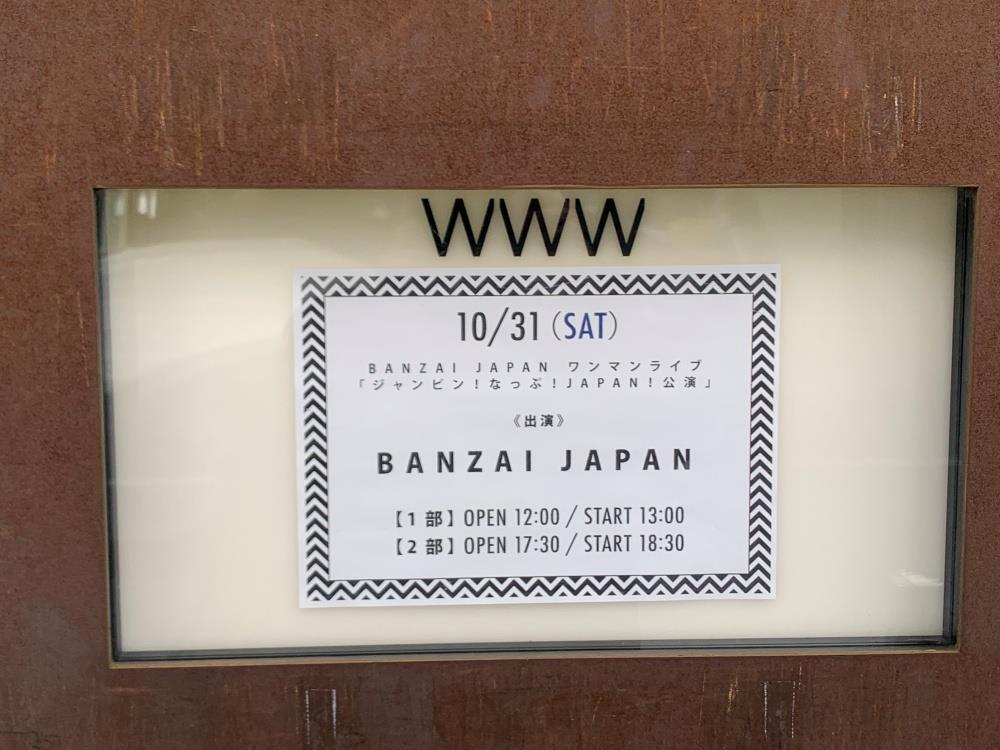 WWW
10/31 (SAT)
BANZAI JAPAN ワンマンライブ
「ジャンピン!なっぷ!JAPAN!公演」
《出演》
BANZAI JAPAN
【1部】OPEN 12:00 / START 13:00
【2部】OPEN 17:30 / START 18:30